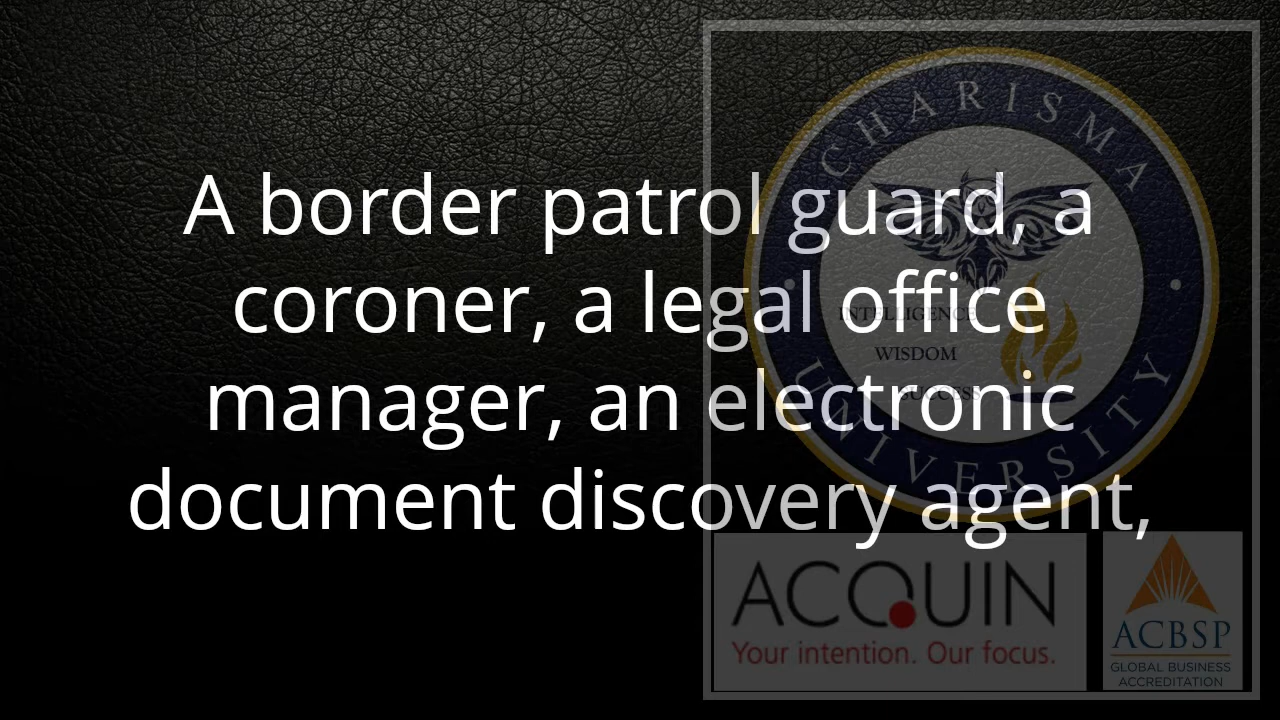 A border patrol guard, a
coroner, a legal office
manager, an electronic
document discovery agent,
CHARISMA
INTELLIGENCE
WISDOM
SUCCESS
UNIVERSITY
ACQUIN
Your intention. Our focus.
ACBSP
GLOBAL BUSINESS
ACCREDITATION